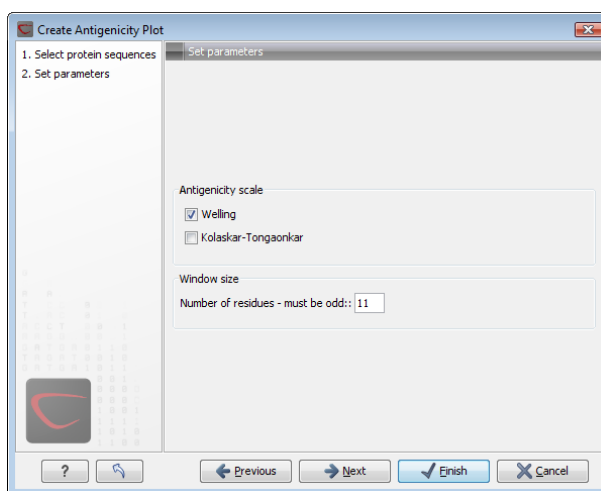 Create Antigenicity Plot
1. Select protein sequences
2. Set parameters
Set parameters
Antigenicity scale
Welling
Kolaskar-Tongaonkar
Window size
Number of residues - must be odd:: 11
? Previous Next Finish Cancel